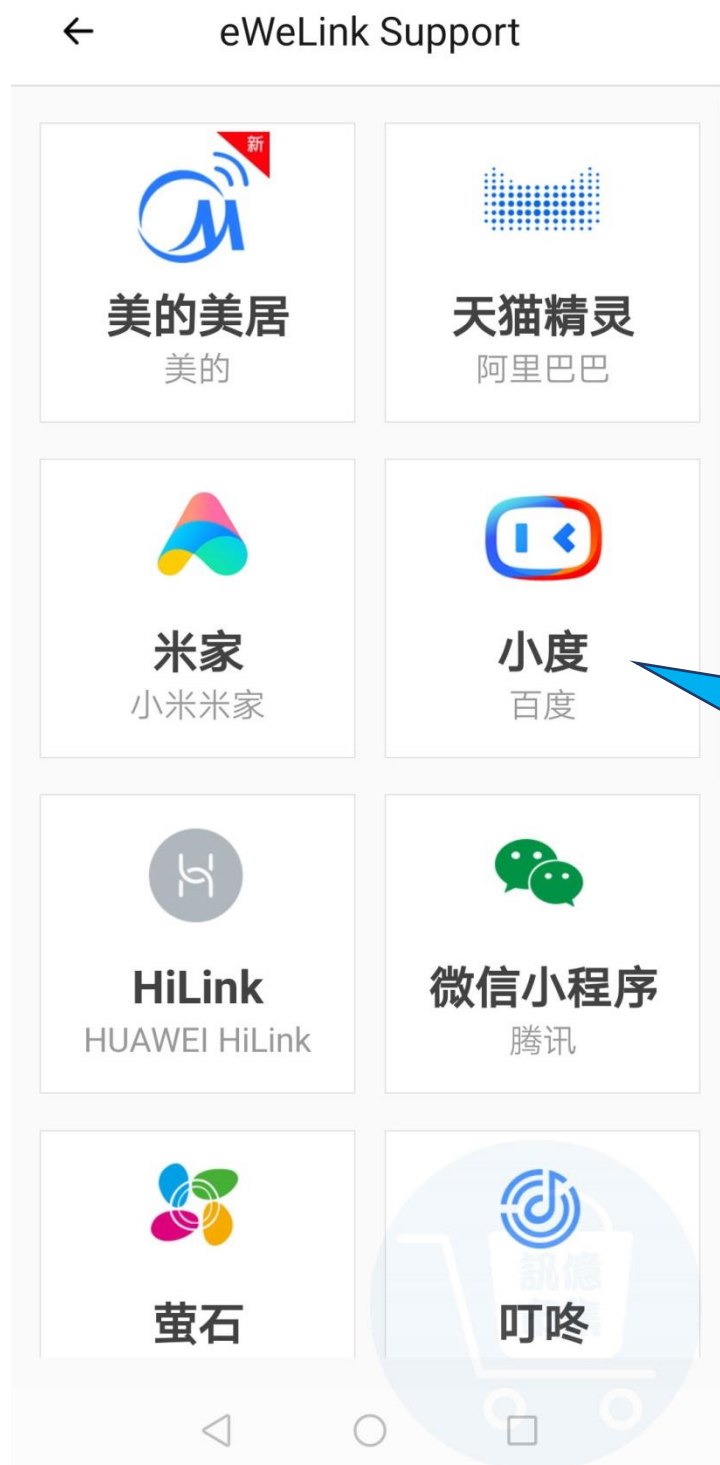 eWeLink Support
新
美的美居
美的
天猫精灵
阿里巴巴
米家
小米米家
小度
百度
HiLink
HUAWEI HiLink
微信小程序
腾讯
萤石
叮咚
訊億